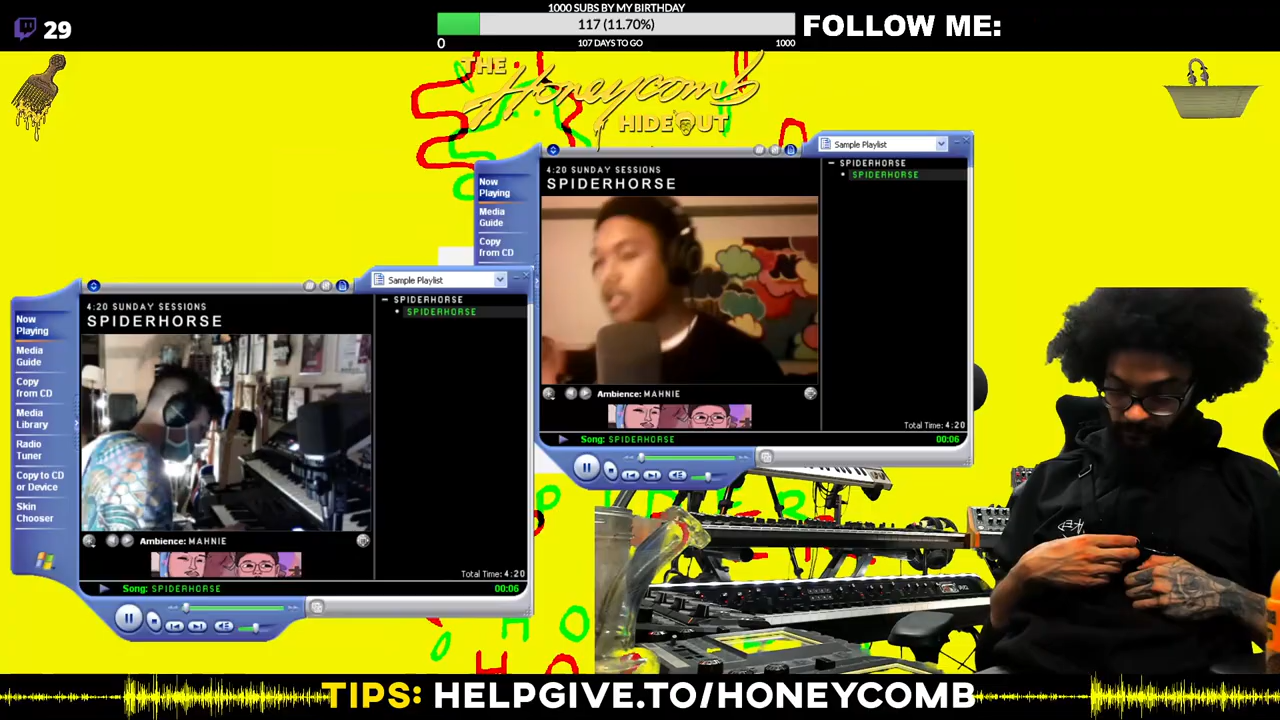 29
1000 SUBS BY MY BIRTHDAY
117 (11.70%)
0
107 DAYS TO GO
1000
FOLLOW ME:
THE
Honeycomb
HIDEOUT
Sample Playlist
4:20 SUNDAY SESSIONS
SPIDERHORSE
SPIDERHORSE
SPIDERHORSE
Now
Playing
Media
Guide
Copy
from CD
Ambience: MAHNIE
Total Time: 4:20
Song: SPIDERHORSE
00:06
Sample Playlist
4:20 SUNDAY SESSIONS
SPIDERHORSE
SPIDERHORSE
SPIDERHORSE
Now
Playing
Media
Guide
Copy
from CD
Media
Library
Radio
Tuner
Copy to CD
or Device
Skin
Chooser
Ambience: MAHNIE
Total Time: 4:20
Song: SPIDERHORSE
00:06
TIPS: HELPGIVE.TO/HONEYCOMB